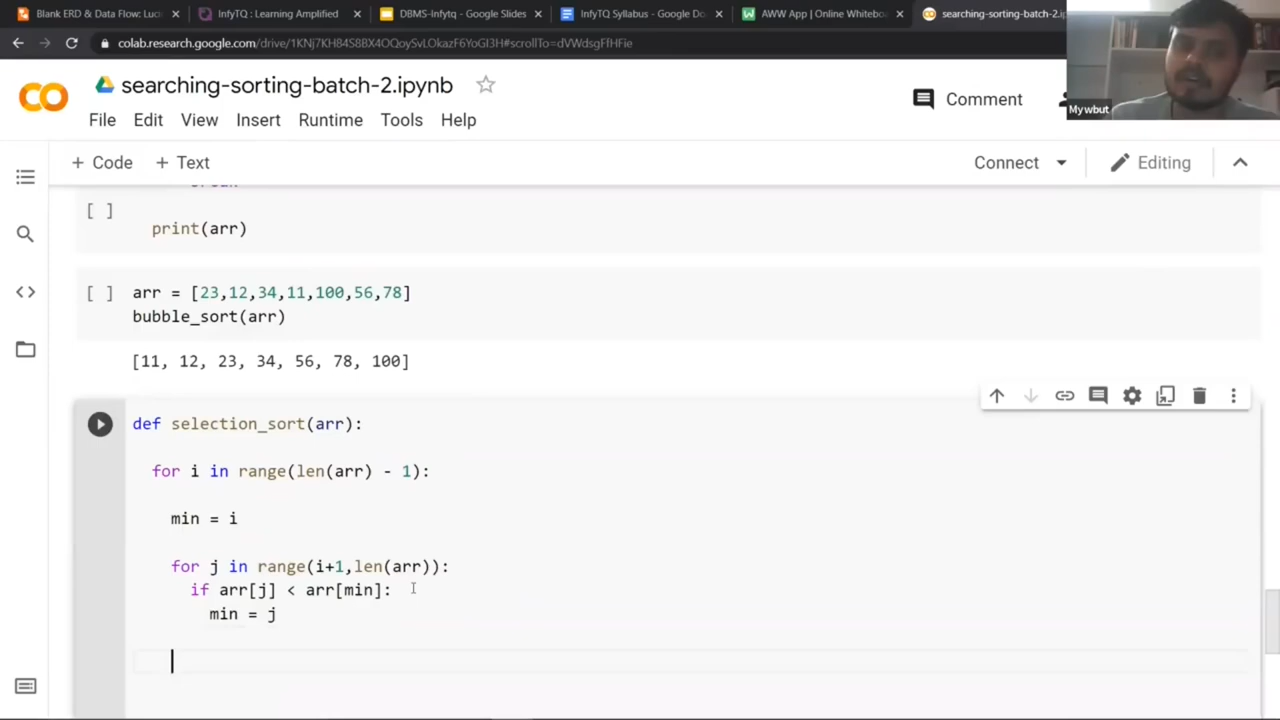 Blank ERD & Data Flow: Luci
InfyTQ : Learning Amplified
DBMS-Infytq - Google Slides
InfyTQ Syllabus - Google Do
AWW App | Online Whitebo
searching-sorting-batch-2.ip
colab.research.google.com/drive/1KNj7KH84S8BX4OQoySvLOkazF6YoGI3H#scrollTo=dVWdsgFfHFie
CO searching-sorting-batch-2.ipynb
Comment
Mywbut
File Edit View Insert Runtime Tools Help
+ Code + Text
Connect Editing
[ ]
print(arr)
[ ] arr = [23,12,34,11,100,56,78]
bubble_sort(arr)
[11, 12, 23, 34, 56, 78, 100]
def selection_sort(arr):
for i in range(len(arr) - 1):
min = i
for j in range(i+1,len(arr)):
if arr[j] < arr[min]:
min = j